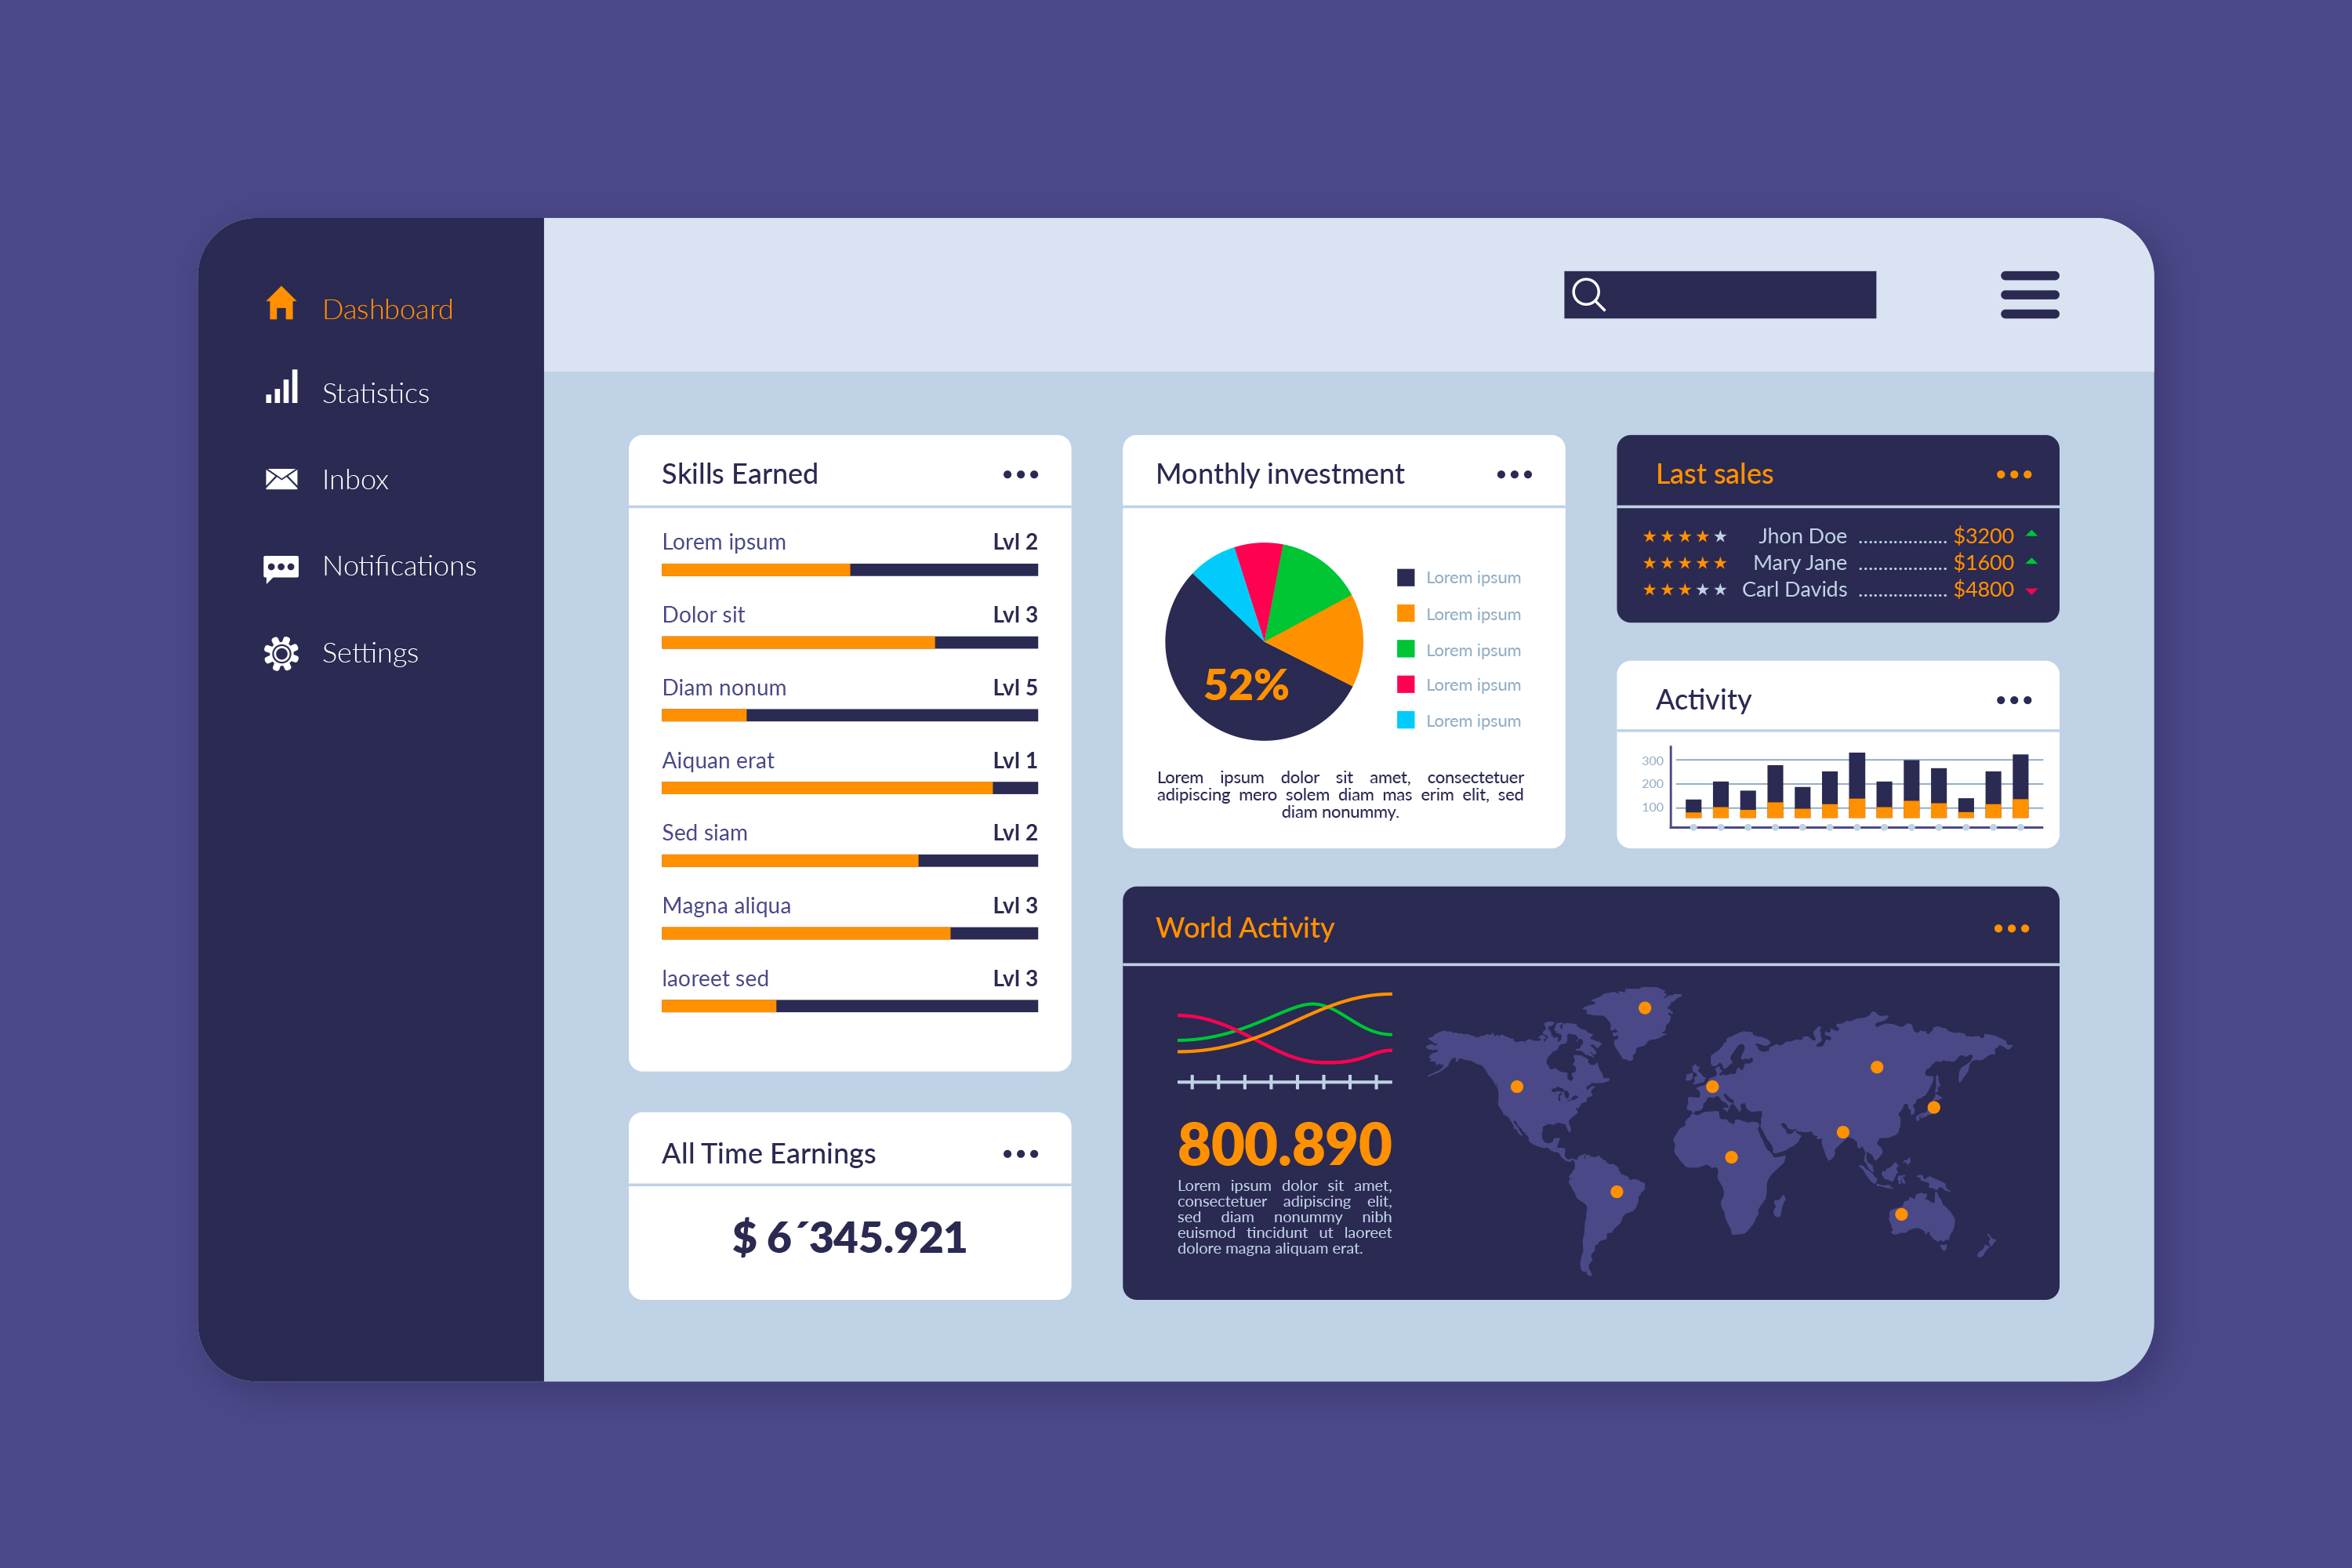 Dashboard
Statistics
Inbox
Notifications
Settings
Skills Earned
Lorem ipsum Lvl 2
Dolor sit Lvl 3
Diam nonum Lvl 5
Aiquan erat Lvl 1
Sed siam Lvl 2
Magna aliqua Lvl 3
laoreet sed Lvl 3
All Time Earnings
$ 6´345.921
Monthly investment
52%
Lorem ipsum
Lorem ipsum
Lorem ipsum
Lorem ipsum
Lorem ipsum
Lorem ipsum dolor sit amet, consectetuer
adipiscing mero solem diam mas erim elit, sed
diam nonummy.
Last sales
Jhon Doe .................. $3200
Mary Jane .................. $1600
Carl Davids .................. $4800
Activity
300
200
100
World Activity
800.890
Lorem ipsum dolor sit amet,
consectetuer adipiscing elit,
sed diam nonummy nibh
euismod tincidunt ut laoreet
dolore magna aliquam erat.